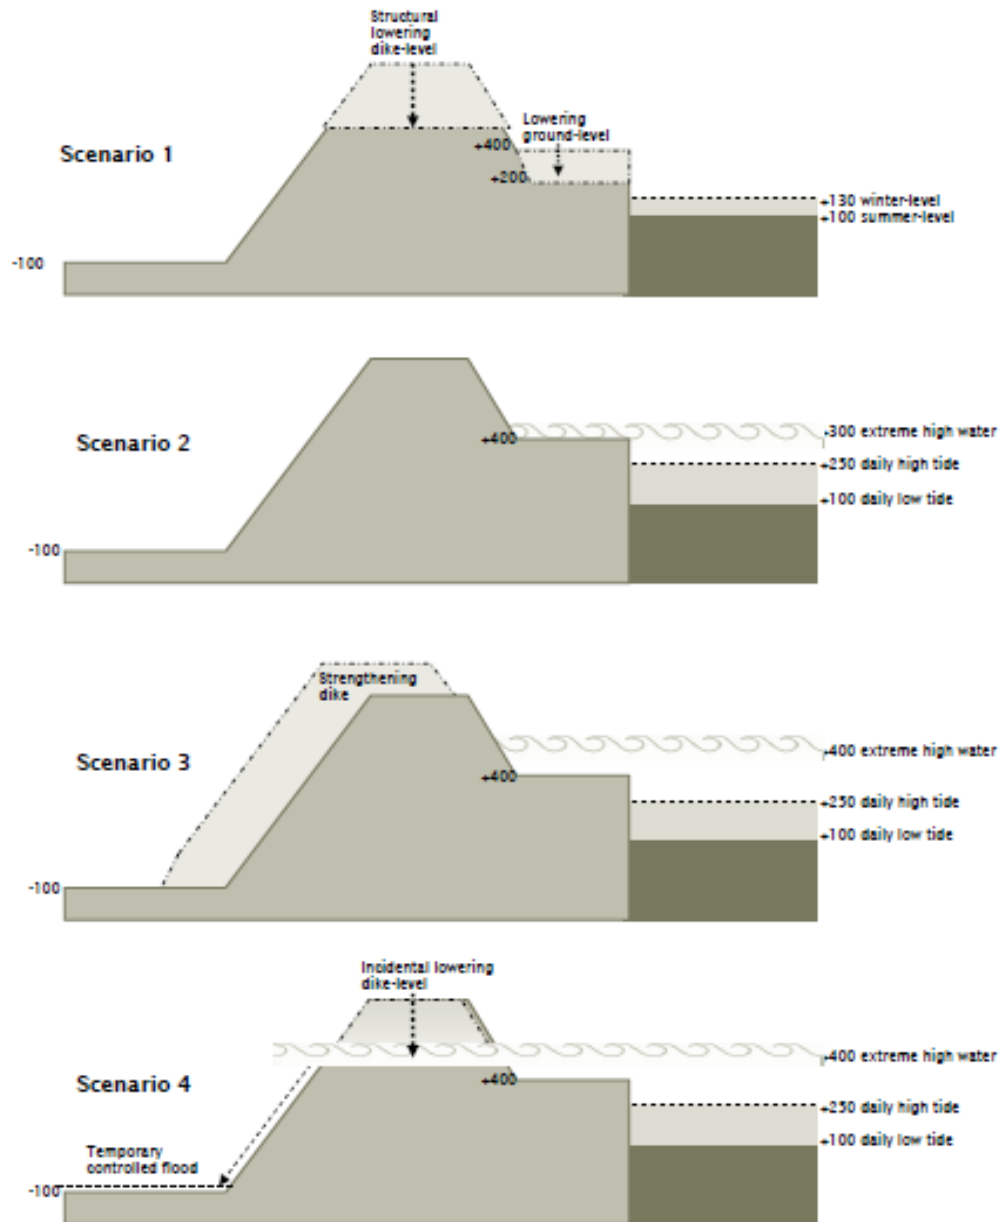 Structural
lowering
dike-level
Lowering
ground-level
Scenario 1
+400
+200
+130 winter-level
+100 summer-level
-100
Scenario 2
+400
+300 extreme high water
+250 daily high tide
+100 daily low tide
-100
Strengthening
dike
Scenario 3
+400 extreme high water
+400
+250 daily high tide
+100 daily low tide
-100
Incidental lowering
dike-level
+400 extreme high water
Scenario 4
+400
+250 daily high tide
+100 daily low tide
Temporary
controlled flood
-100